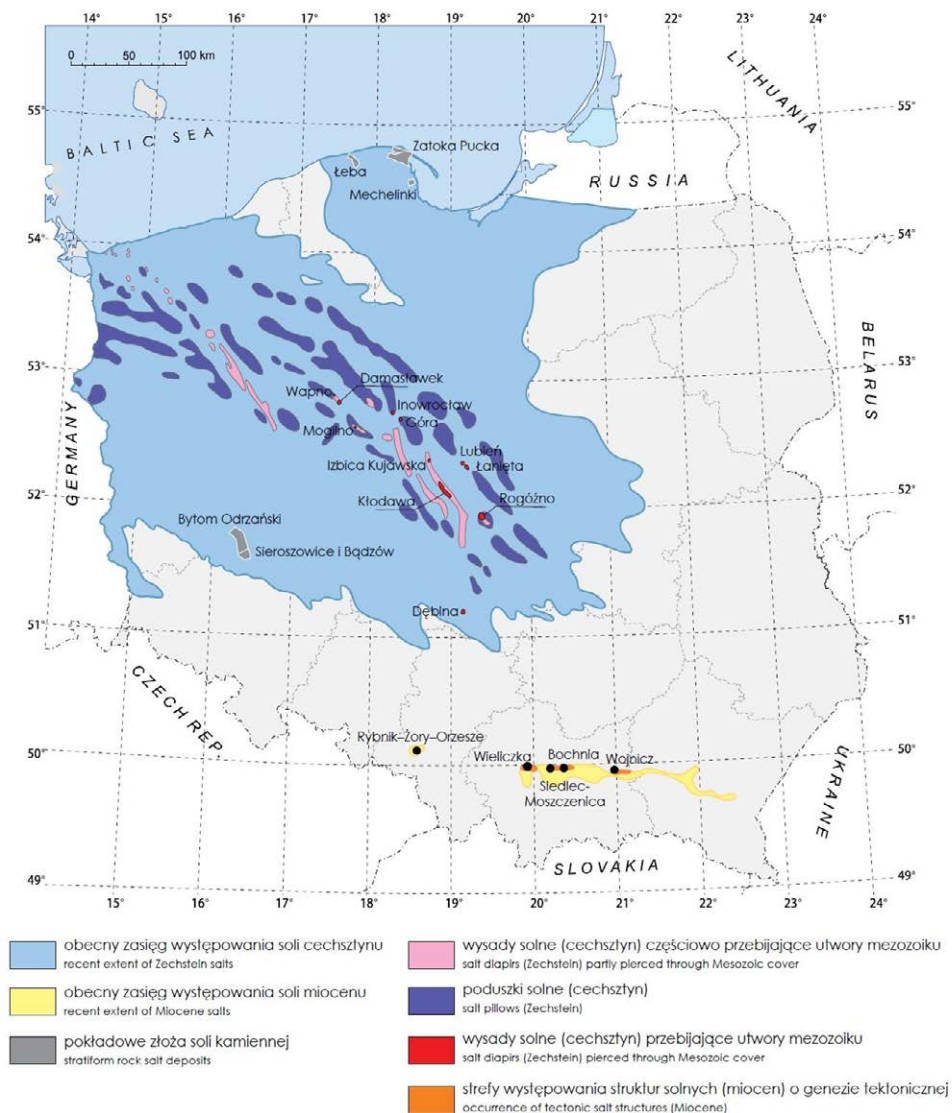 14° 15° 16° 17° 18° 19° 20° 21° 22° 23° 24°
0 50 100 km
LITHUANIA
55° 55°
BALTIC SEA
Zatoka Pucka
Łeba
Mechelinki
RUSSIA
54° 54°
BELARUS
53° 53°
Wapno Damasławek
Inowrocław
Góra
Mogilno
Lubień
Izbica Kujawska
Łanięta
GERMANY
52° 52°
Kłodawa
Rogóźno
Bytom Odrzański
Sieroszowice i Bądzów
Dębina
51° 51°
CZECH REP
Rybnik–Żory–Orzesze
50° 50°
Wieliczka Bochnia Wojnicz
Siedlec-
Moszczenica
UKRAINE
SLOVAKIA
49° 49°
15° 16° 17° 18° 19° 20° 21° 22° 23°
obecny zasięg występowania soli cechsztynu
recent extent of Zechstein salts
obecny zasięg występowania soli miocenu
recent extent of Miocene salts
pokładowe złoża soli kamiennej
stratiform rock salt deposits
wysady solne (cechsztyn) częściowo przebijające utwory mezozoiku
salt diapirs (Zechstein) partly pierced through Mesozoic cover
poduszki solne (cechsztyn)
salt pillows (Zechstein)
wysady solne (cechsztyn) przebijające utwory mezozoiku
salt diapirs (Zechstein) pierced through Mesozoic cover
strefy występowania struktur solnych (miocen) o genezie tektonicznej
occurrence of tectonic salt structures (Miocene)